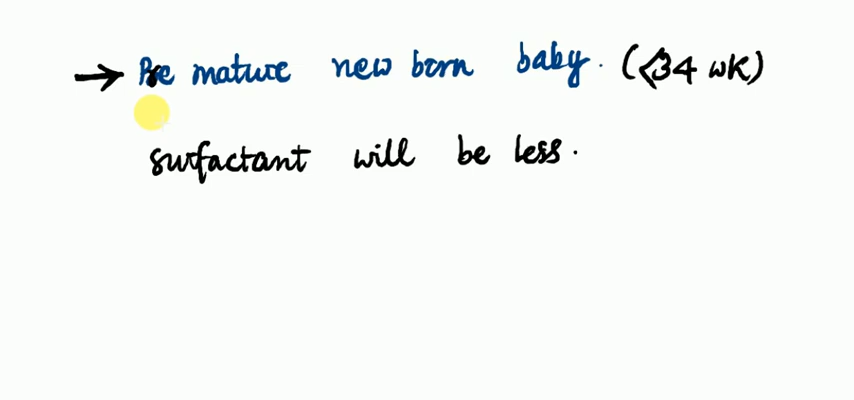 → Pre mature new born baby. (<34 wK)
surfactant will be less.